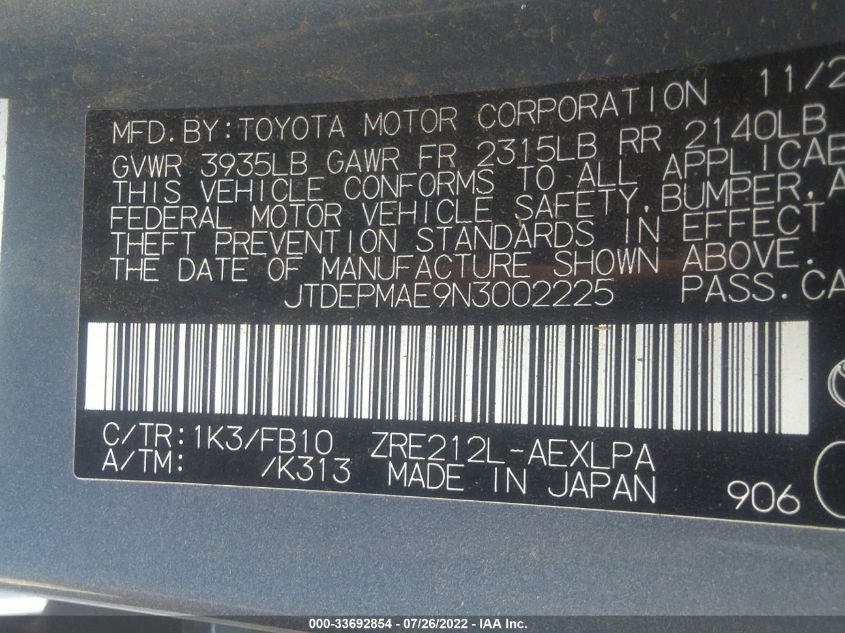 MFD.BY:TOYOTA MOTOR CORPORATION 11/2
GVWR 3935LB GAWR FR 2315LB RR 2140LB
THIS VEHICLE CONFORMS TO ALL APPLICAB
FEDERAL MOTOR VEHICLE SAFETY, BUMPER, A
THEFT PREVENTION STANDARDS IN EFFECT
THE DATE OF MANUFACTURE SHOWN ABOVE.
JTDEPMAE9N3002225 PASS.CA
C/TR:1K3/FB10 ZRE212L-AEXLPA
A/TM: /K313 MADE IN JAPAN 906
000-33692854 / 07/26/2022 - IAA Inc.